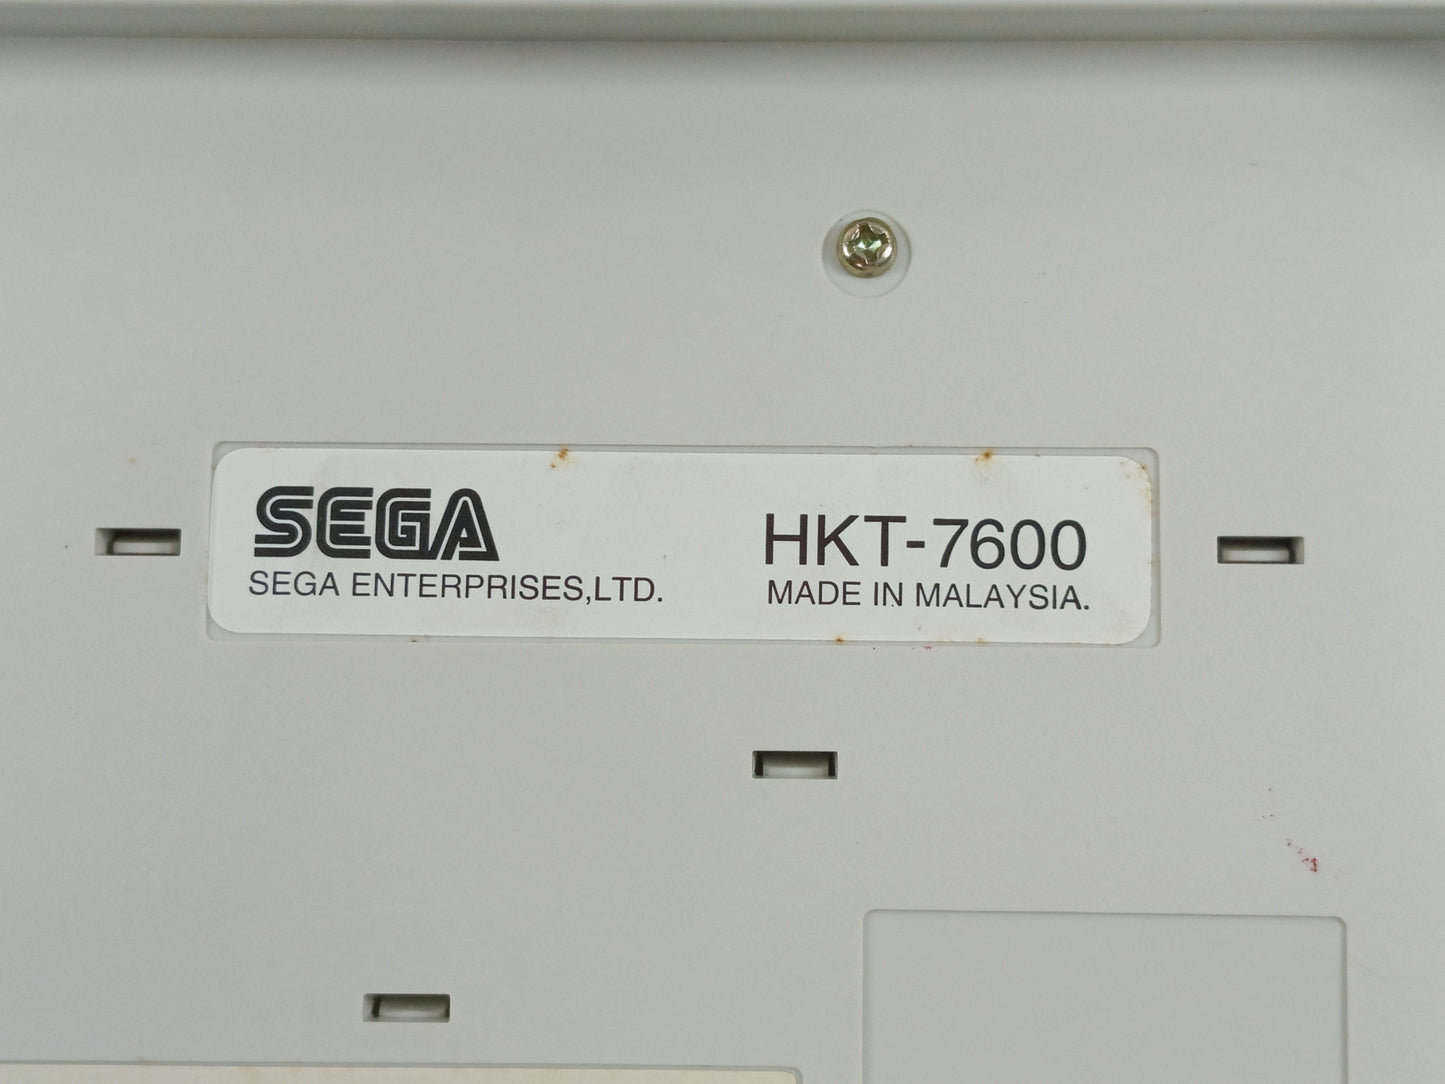 SEGA
SEGA ENTERPRISES,LTD.
HKT-7600
MADE IN MALAYSIA.